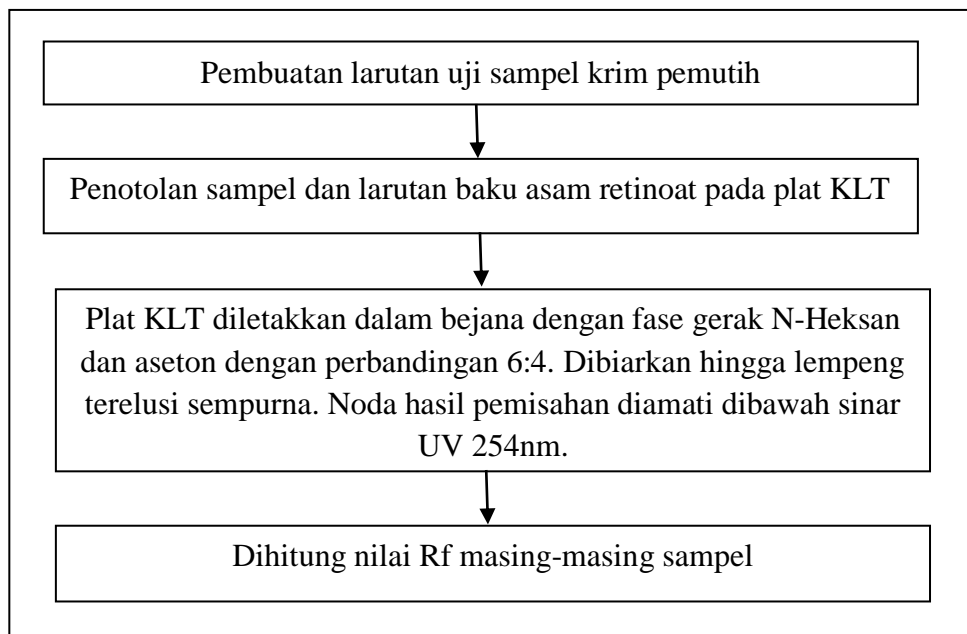 Pembuatan larutan uji sampel krim pemutih
Penotolan sampel dan larutan baku asam retinoat pada plat KLT
Plat KLT diletakkan dalam bejana dengan fase gerak N-Heksan
dan aseton dengan perbandingan 6:4. Dibiarkan hingga lempeng
terelusi sempurna. Noda hasil pemisahan diamati dibawah sinar
UV 254nm.
Dihitung nilai Rf masing-masing sampel